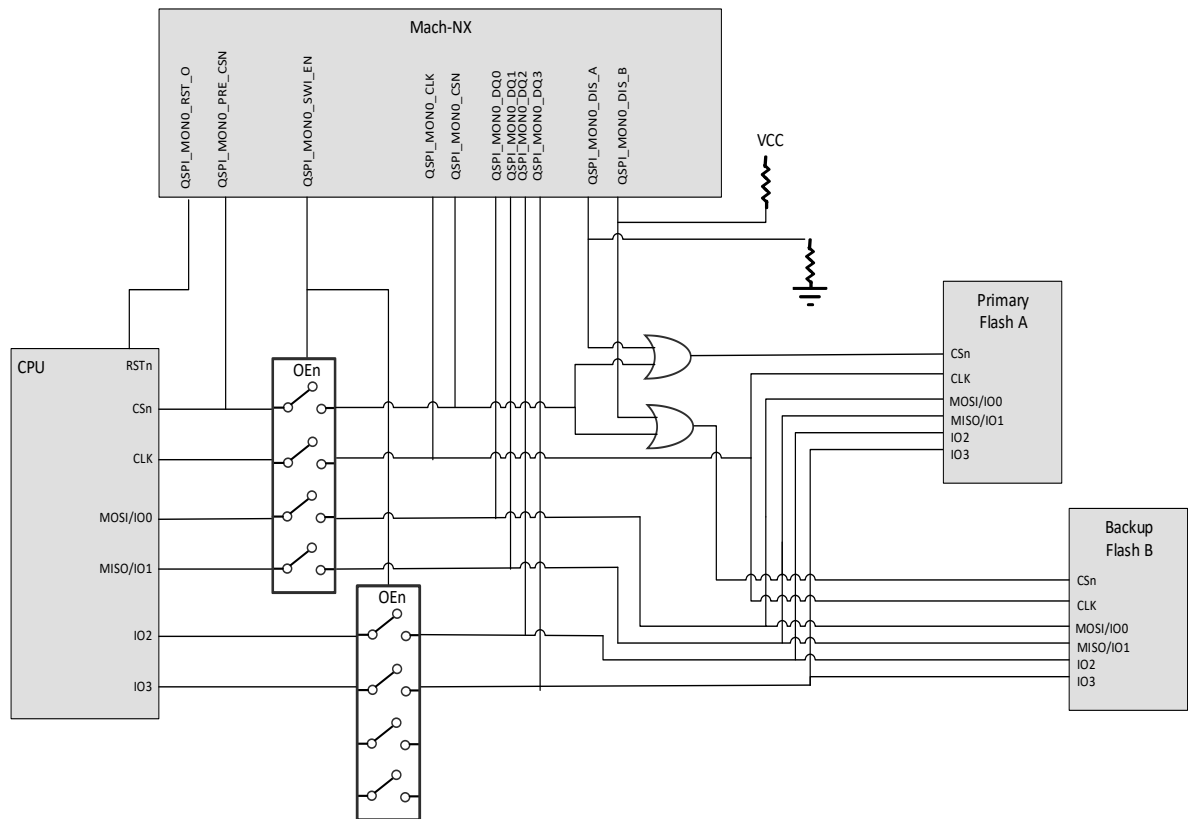 Mach-NX
QSPI_MON0_RST_O
QSPI_MON0_PRE_CSN
QSPI_MON0_SWI_EN
QSPI_MON0_CLK
QSPI_MON0_CSN
QSPI_MON0_DQ0
QSPI_MON0_DQ1
QSPI_MON0_DQ2
QSPI_MON0_DQ3
QSPI_MON0_DIS_A
QSPI_MON0_DIS_B
VCC
CPU
RSTn
CSn
CLK
MOSI/IO0
MISO/IO1
IO2
IO3
OEn
OEn
Primary
Flash A
CSn
CLK
MOSI/IO0
MISO/IO1
IO2
IO3
Backup
Flash B
CSn
CLK
MOSI/IO0
MISO/IO1
IO2
IO3